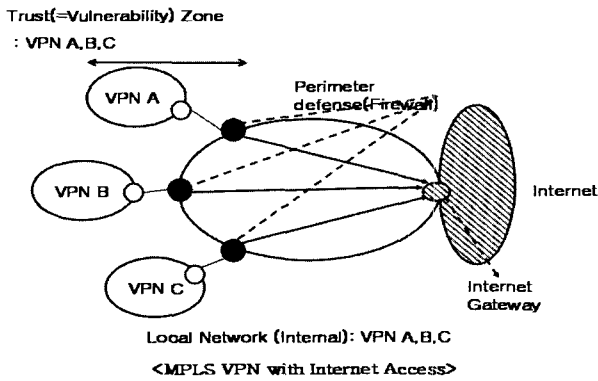 Trust(=Vulnerability) Zone
: VPN A,B,C
VPN A
Perimeter
defense(Firewall)
VPN B
Internet
VPN C
Internet
Gateway
Local Network (Internal): VPN A,B,C
<MPLS VPN with Internet Access>